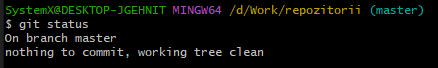 SystemX@DESKTOP-JGEHNIT MINGW64 /d/Work/repozitorii (master)
$ git status
On branch master
nothing to commit, working tree clean